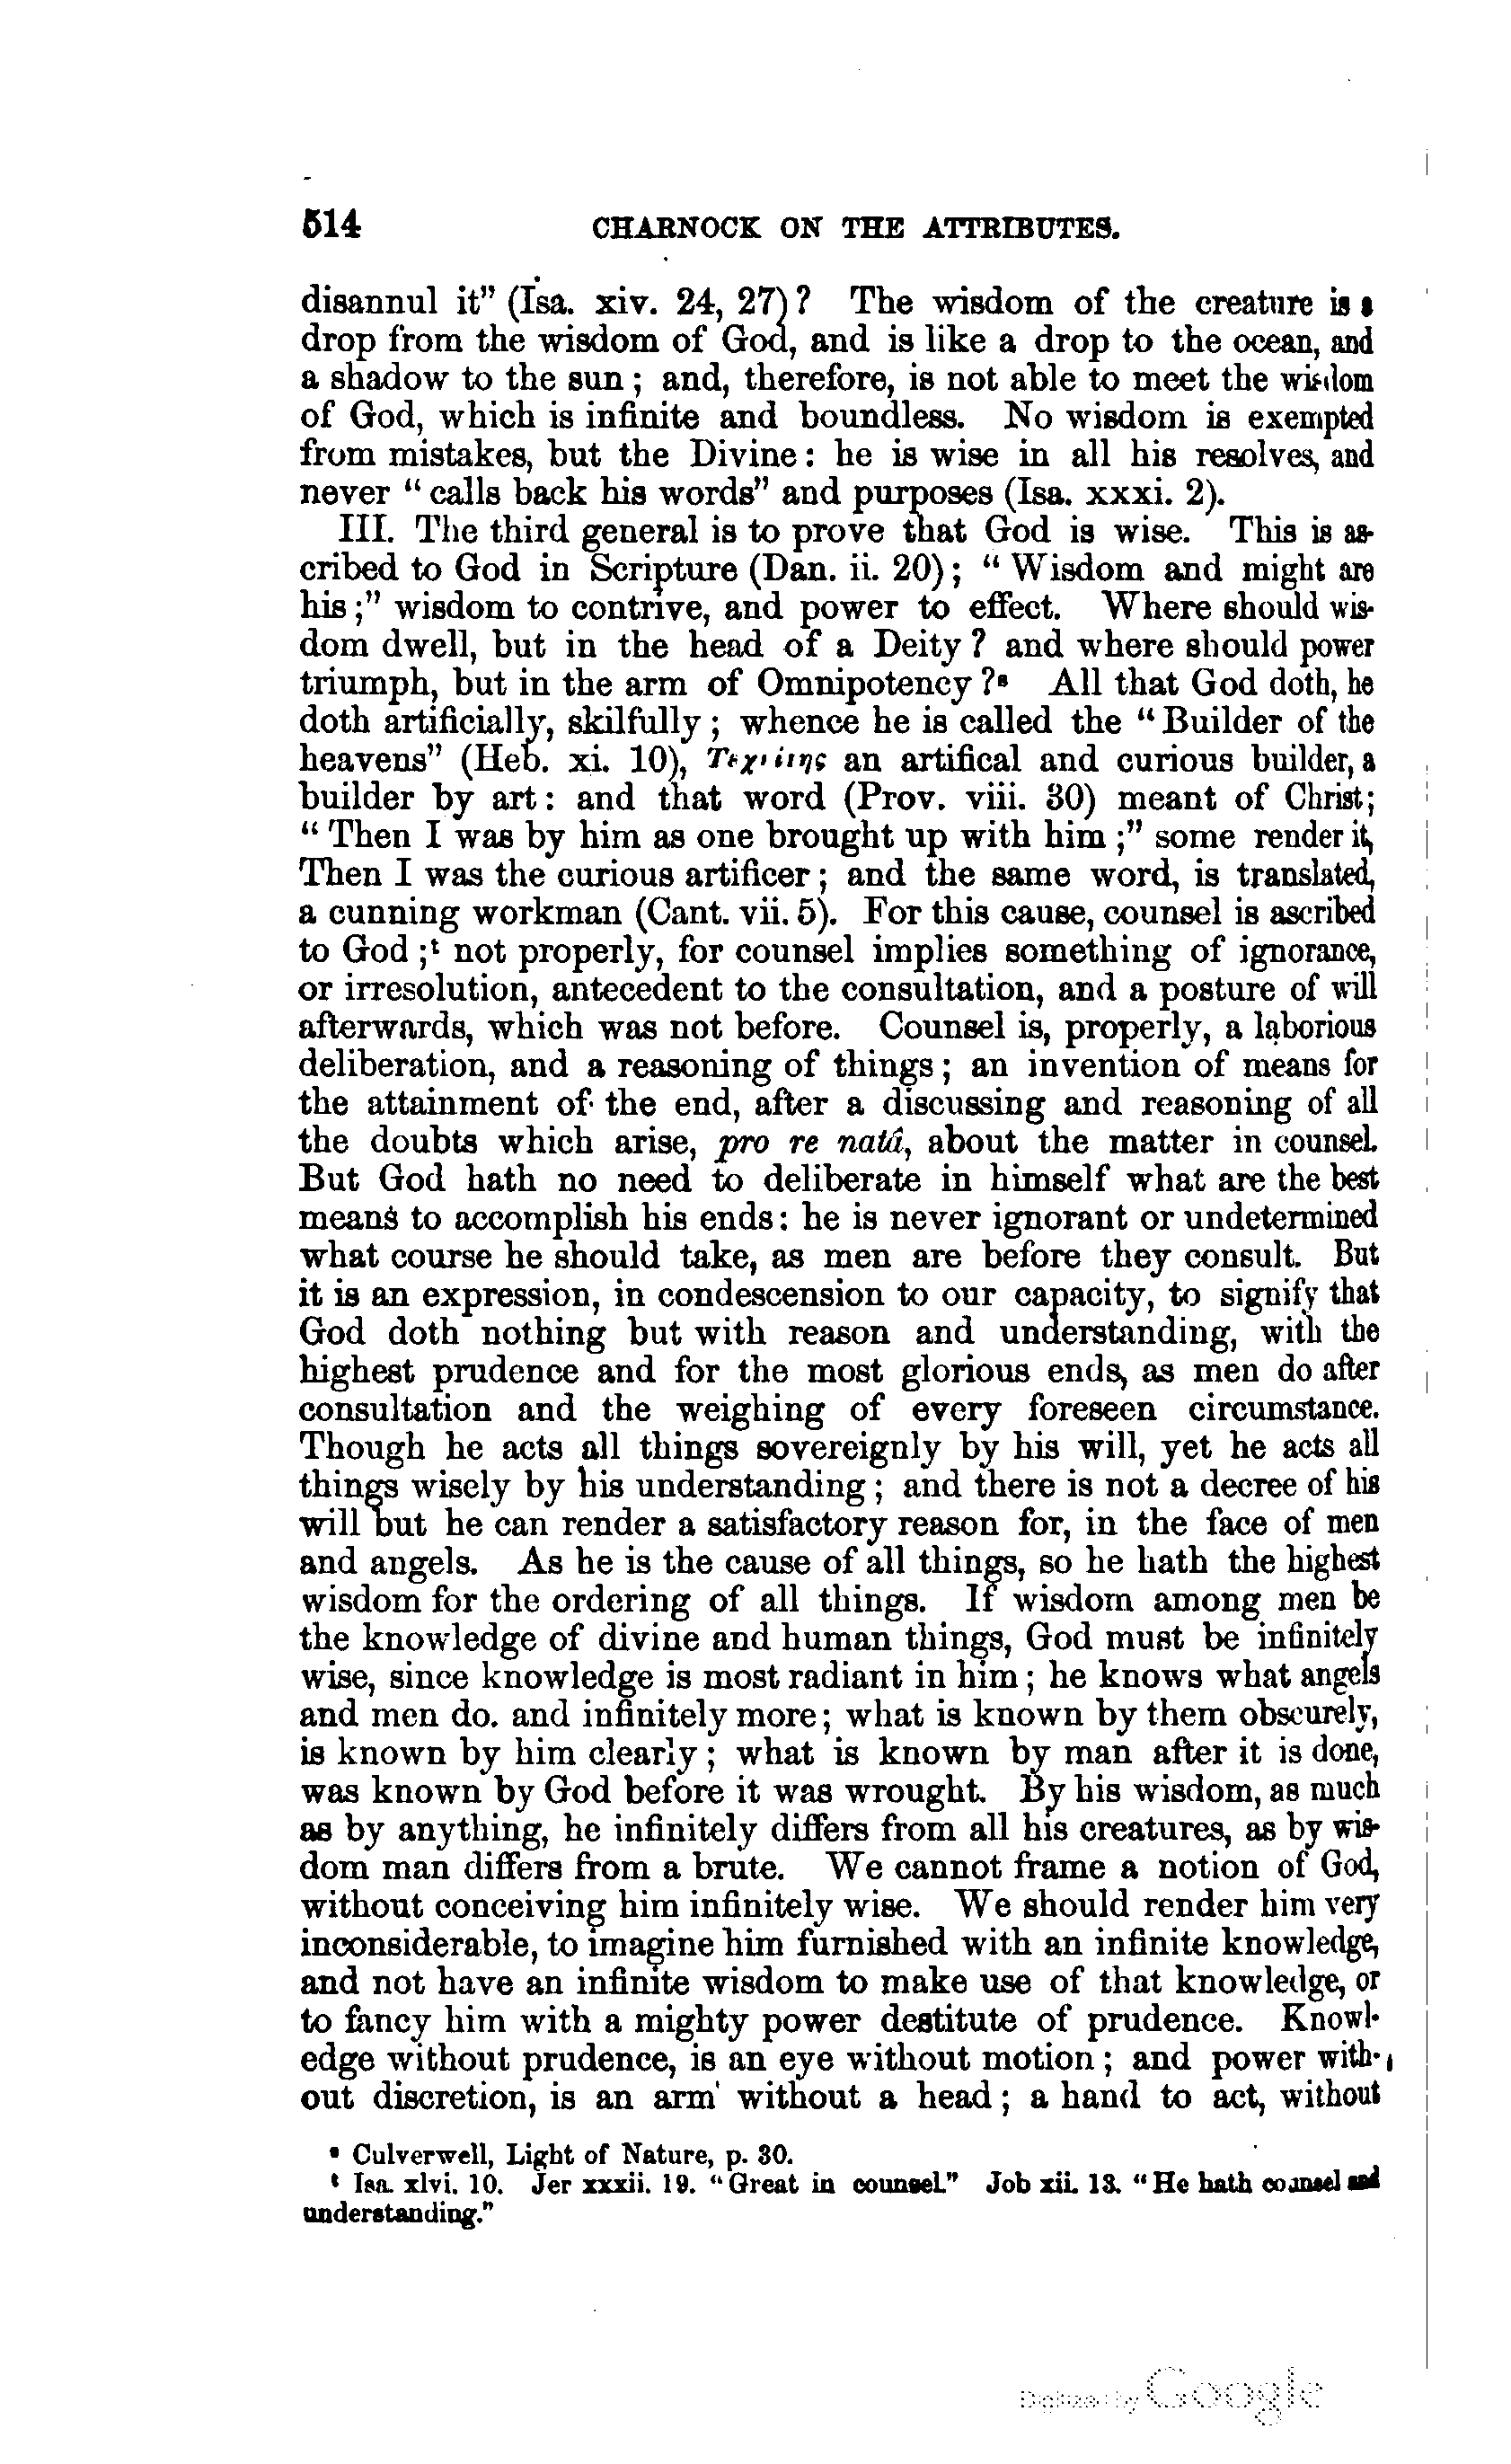 514 CHARNOCK ON THE ATTRIBUTES.
disannul it" (Isa. xiv. 24, 27)? The wisdom of the creature is a
drop from the wisdom of God, and is like a drop to the ocean, and
a shadow to the sun; and, therefore, is not able to meet the wisdom
of God, which is infinite and boundless. No wisdom is exempted
from mistakes, but the Divine: he is wise in all his resolves, and
never "calls back his words" and purposes (Isa. xxxi. 2).
III. The third general is to prove that God is wise. This is as-
cribed to God in Scripture (Dan. ii. 20); "Wisdom and might are
his;" wisdom to contrive, and power to effect. Where should wis-
dom dwell, but in the head of a Deity? and where should power
triumph, but in the arm of Omnipotency?s All that God doth, he
doth artificially, skilfully; whence he is called the "Builder of the
heavens" (Heb. xi. 10), an artifical and curious builder, a
builder by art: and that word (Prov. viii. 30) meant of Christ;
"Then I was by him as one brought up with him;" some render it,
Then I was the curious artificer; and the same word, is translated,
a cunning workman (Cant. vii. 5). For this cause, counsel is ascribed
to God;t not properly, for counsel implies something of ignorance,
or irresolution, antecedent to the consultation, and a posture of will
afterwards, which was not before. Counsel is, properly, a laborious
deliberation, and a reasoning of things; an invention of means for
the attainment of the end, after a discussing and reasoning of all
the doubts which arise, pro re natâ, about the matter in counsel.
But God hath no need to deliberate in himself what are the best
means to accomplish his ends: he is never ignorant or undetermined
what course he should take, as men are before they consult. But
it is an expression, in condescension to our capacity, to signify that
God doth nothing but with reason and understanding, with the
highest prudence and for the most glorious ends, as men do after
consultation and the weighing of every foreseen circumstance.
Though he acts all things sovereignly by his will, yet he acts all
things wisely by his understanding; and there is not a decree of his
will but he can render a satisfactory reason for, in the face of men
and angels. As he is the cause of all things, so he hath the highest
wisdom for the ordering of all things. If wisdom among men be
the knowledge of divine and human things, God must be infinitely
wise, since knowledge is most radiant in him; he knows what angels
and men do. and infinitely more; what is known by them obscurely,
is known by him clearly; what is known by man after it is done,
was known by God before it was wrought. By his wisdom, as much
as by anything, he infinitely differs from all his creatures, as by wis-
dom man differs from a brute. We cannot frame a notion of God,
without conceiving him infinitely wise. We should render him very
inconsiderable, to imagine him furnished with an infinite knowledge,
and not have an infinite wisdom to make use of that knowledge, or
to fancy him with a mighty power destitute of prudence. Knowl-
edge without prudence, is an eye without motion; and power with-
out discretion, is an arm without a head; a hand to act, without
s Culverwell, Light of Nature, p. 30.
t Isa. xlvi. 10. Jer xxxii. 19. "Great in counsel." Job xii. 13. "He hath counsel and
understanding."
Digitized by Google